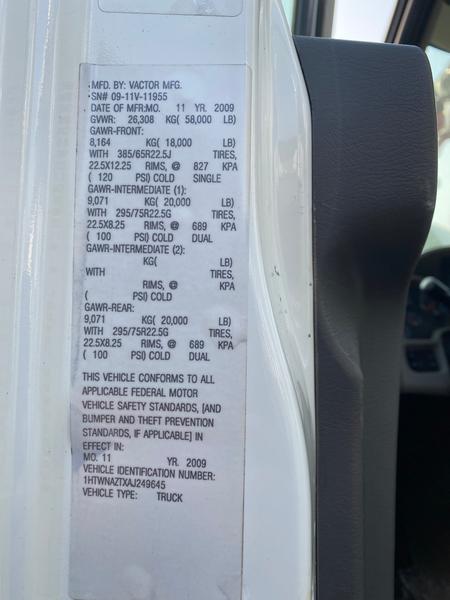 MFD. BY: VACTOR MFG.
SN# 09-11V-11955
DATE OF MFR:MO. 11 YR. 2009
GVWR: 26,308 KG( 58,000 LB)
GAWR-FRONT:
8,164 KG( 18,000 LB)
WITH 385/65R22.5J TIRES,
22.5X12.25 RIMS, @ 827 KPA
( 120 PSI) COLD SINGLE
GAWR-INTERMEDIATE (1):
9,071 KG( 20,000 LB)
WITH 295/75R22.5G TIRES,
22.5X8.25 RIMS, @ 689 KPA
( 100 PSI) COLD DUAL
GAWR-INTERMEDIATE (2):
KG( LB)
WITH TIRES,
RIMS, @ KPA
( PSI) COLD
GAWR-REAR:
9,071 KG( 20,000 LB)
WITH 295/75R22.5G TIRES,
22.5X8.25 RIMS, @ 689 KPA
( 100 PSI) COLD DUAL
THIS VEHICLE CONFORMS TO ALL
APPLICABLE FEDERAL MOTOR
VEHICLE SAFETY STANDARDS, [AND
BUMPER AND THEFT PREVENTION
STANDARDS, IF APPLICABLE] IN
EFFECT IN:
MO. 11 YR. 2009
VEHICLE IDENTIFICATION NUMBER:
1HTWNAZTXAJ249645
VEHICLE TYPE: TRUCK